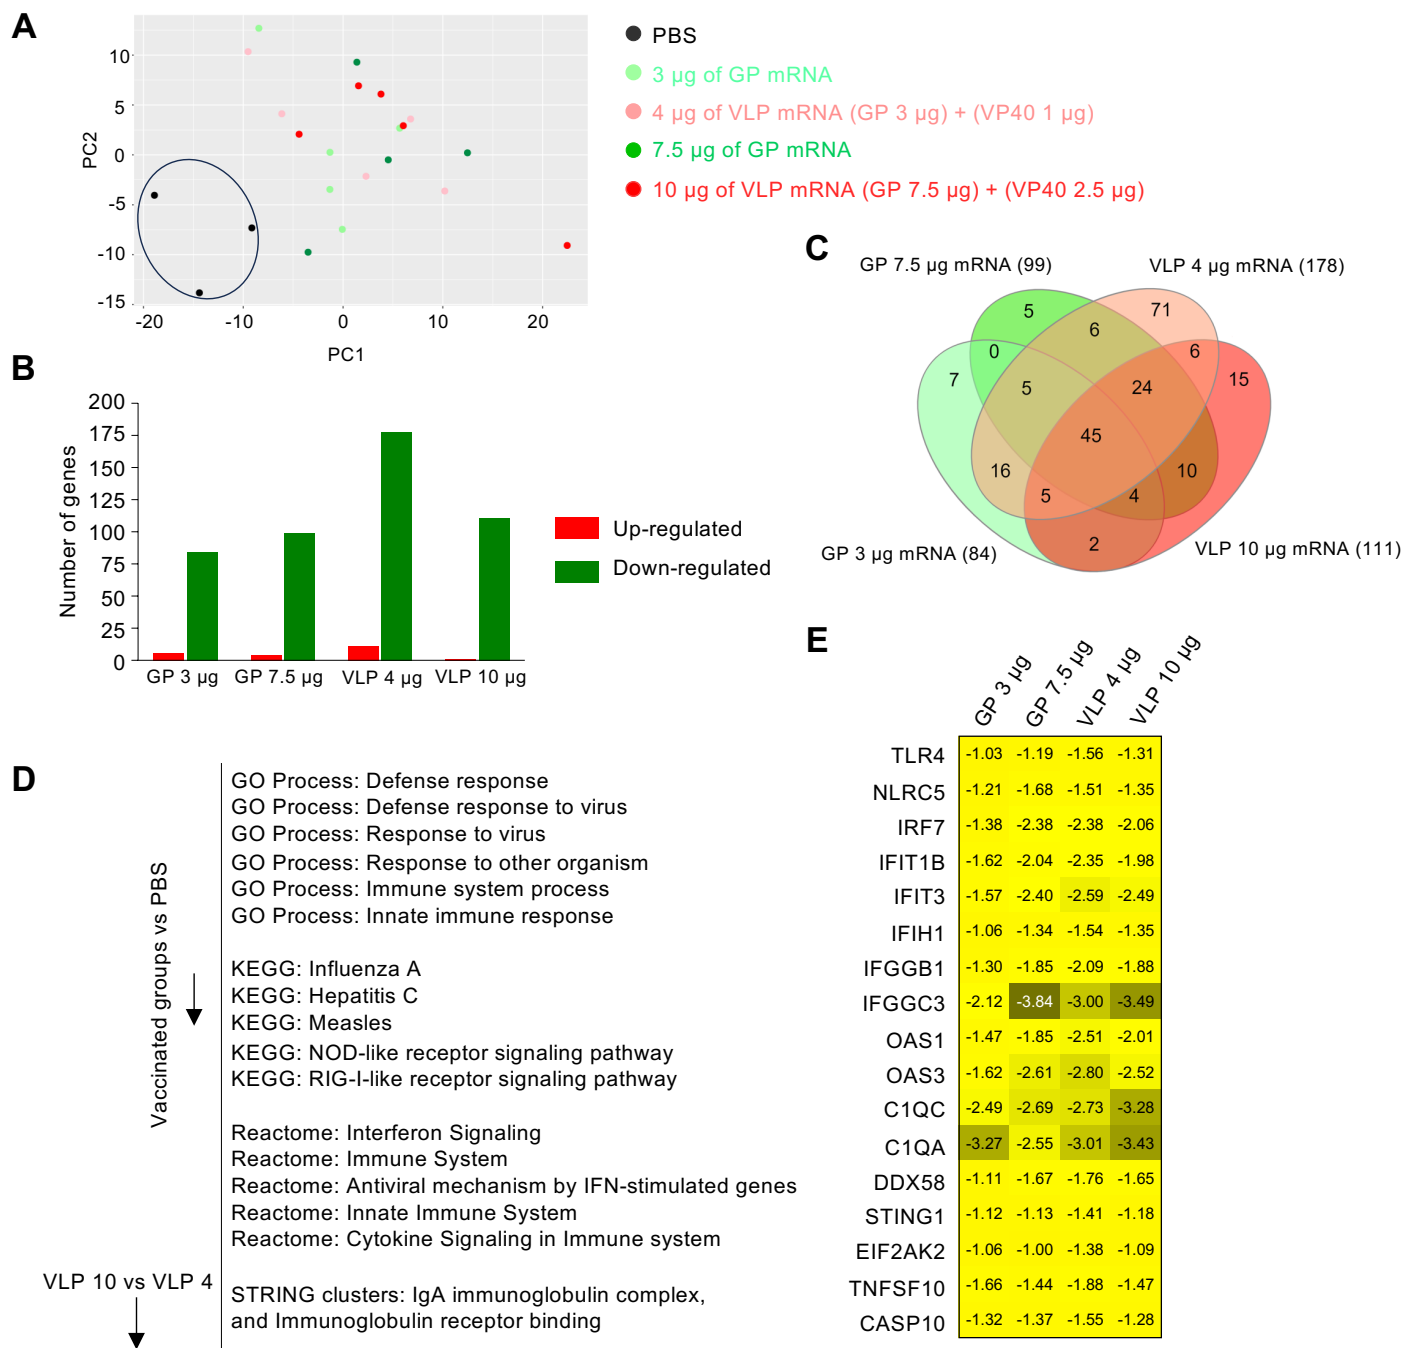 A
10
5
0
-5
-10
-15
PC2
-20
-10
0
10
20
PC1
PBS
3 µg of GP mRNA
4 µg of VLP mRNA (GP 3 µg) + (VP40 1 µg)
7.5 µg of GP mRNA
10 µg of VLP mRNA (GP 7.5 µg) + (VP40 2.5 µg)
B
200
175
150
125
100
75
50
25
0
Number of genes
GP 3 µg
GP 7.5 µg
VLP 4 µg
VLP 10 µg
Up-regulated
Down-regulated
C
GP 7.5 µg mRNA (99)
VLP 4 µg mRNA (178)
5
71
6
0
6
7
5
24
15
45
16
10
5
4
2
GP 3 µg mRNA (84)
VLP 10 µg mRNA (111)
D
Vaccinated groups vs PBS
GO Process: Defense response
GO Process: Defense response to virus
GO Process: Response to virus
GO Process: Response to other organism
GO Process: Immune system process
GO Process: Innate immune response
KEGG: Influenza A
KEGG: Hepatitis C
KEGG: Measles
KEGG: NOD-like receptor signaling pathway
KEGG: RIG-I-like receptor signaling pathway
Reactome: Interferon Signaling
Reactome: Immune System
Reactome: Antiviral mechanism by IFN-stimulated genes
Reactome: Innate Immune System
Reactome: Cytokine Signaling in Immune system
VLP 10 vs VLP 4
STRING clusters: IgA immunoglobulin complex,
and Immunoglobulin receptor binding
E
GP 3 µg
GP 7.5 µg
VLP 4 µg
VLP 10 µg
TLR4 -1.03 -1.19 -1.56 -1.31
NLRC5 -1.21 -1.68 -1.51 -1.35
IRF7 -1.38 -2.38 -2.38 -2.06
IFIT1B -1.62 -2.04 -2.35 -1.98
IFIT3 -1.57 -2.40 -2.59 -2.49
IFIH1 -1.06 -1.34 -1.54 -1.35
IFGGB1 -1.30 -1.85 -2.09 -1.88
IFGGC3 -2.12 -3.84 -3.00 -3.49
OAS1 -1.47 -1.85 -2.51 -2.01
OAS3 -1.62 -2.61 -2.80 -2.52
C1QC -2.49 -2.69 -2.73 -3.28
C1QA -3.27 -2.55 -3.01 -3.43
DDX58 -1.11 -1.67 -1.76 -1.65
STING1 -1.12 -1.13 -1.41 -1.18
EIF2AK2 -1.06 -1.00 -1.38 -1.09
TNFSF10 -1.66 -1.44 -1.88 -1.47
CASP10 -1.32 -1.37 -1.55 -1.28